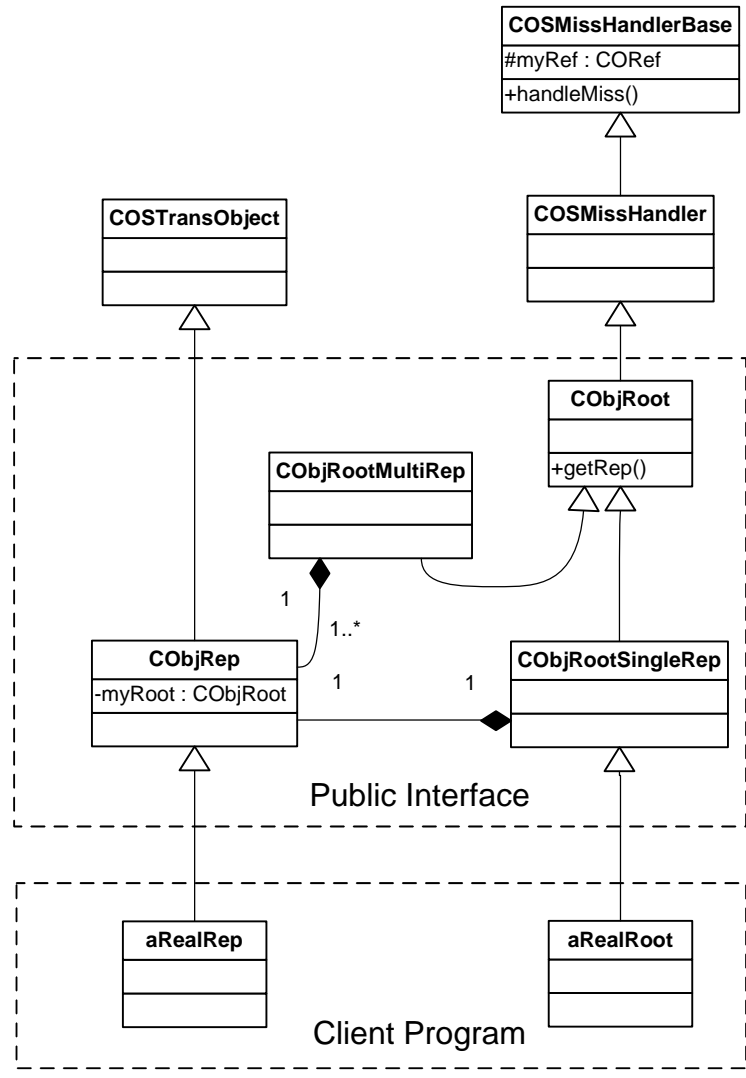 COSMissHandlerBase
#myRef : CORef
+handleMiss()
COSTransObject
COSMissHandler
CObjRoot
+getRep()
CObjRootMultiRep
1
1..*
CObjRep
-myRoot : CObjRoot
1
1
CObjRootSingleRep
Public Interface
aRealRep
aRealRoot
Client Program